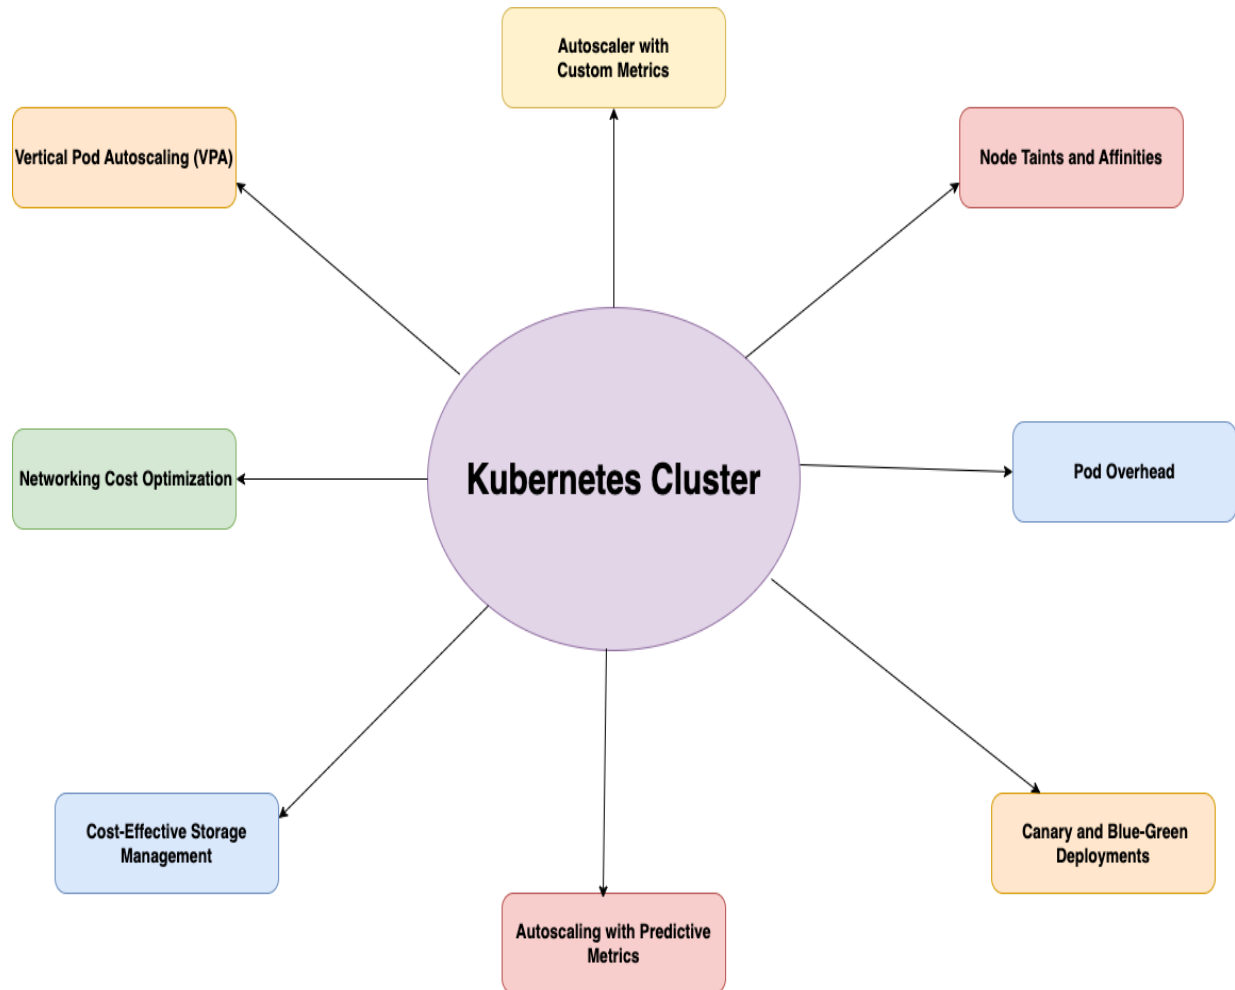 Autoscaler with
Custom Metrics
Vertical Pod Autoscaling (VPA)
Node Taints and Affinities
Kubernetes Cluster
Networking Cost Optimization
Pod Overhead
Cost-Effective Storage
Management
Canary and Blue-Green
Deployments
Autoscaling with Predictive
Metrics